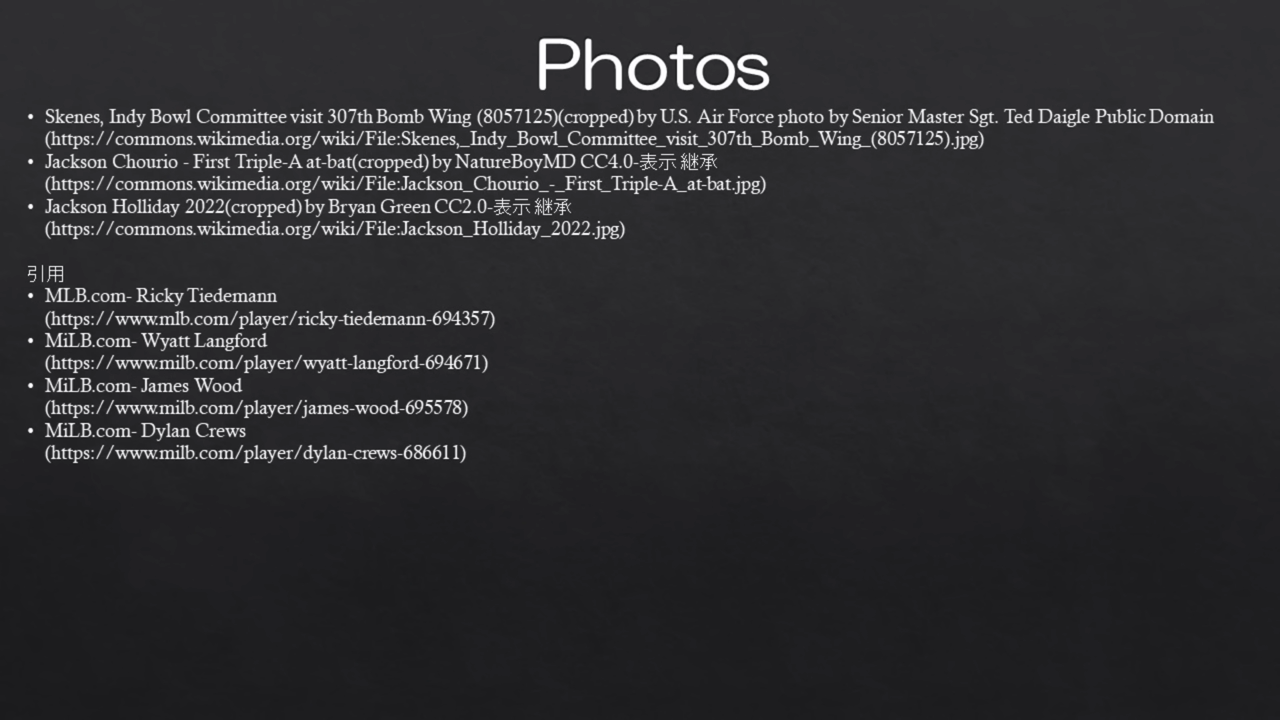 Photos
• Skenes, Indy Bowl Committee visit 307th Bomb Wing (8057125)(cropped) by U.S. Air Force photo by Senior Master Sgt. Ted Daigle Public Domain
(https://commons.wikimedia.org/wiki/File:Skenes,_Indy_Bowl_Committee_visit_307th_Bomb_Wing_(8057125).jpg)
• Jackson Chourio - First Triple-A at-bat(cropped) by NatureBoyMD CC4.0-表示 継承
(https://commons.wikimedia.org/wiki/File:Jackson_Chourio_-_First_Triple-A_at-bat.jpg)
• Jackson Holliday 2022(cropped) by Bryan Green CC2.0-表示 継承
(https://commons.wikimedia.org/wiki/File:Jackson_Holliday_2022.jpg)
引用
• MLB.com- Ricky Tiedemann
(https://www.mlb.com/player/ricky-tiedemann-694357)
• MiLB.com- Wyatt Langford
(https://www.milb.com/player/wyatt-langford-694671)
• MiLB.com- James Wood
(https://www.milb.com/player/james-wood-695578)
• MiLB.com- Dylan Crews
(https://www.milb.com/player/dylan-crews-686611)